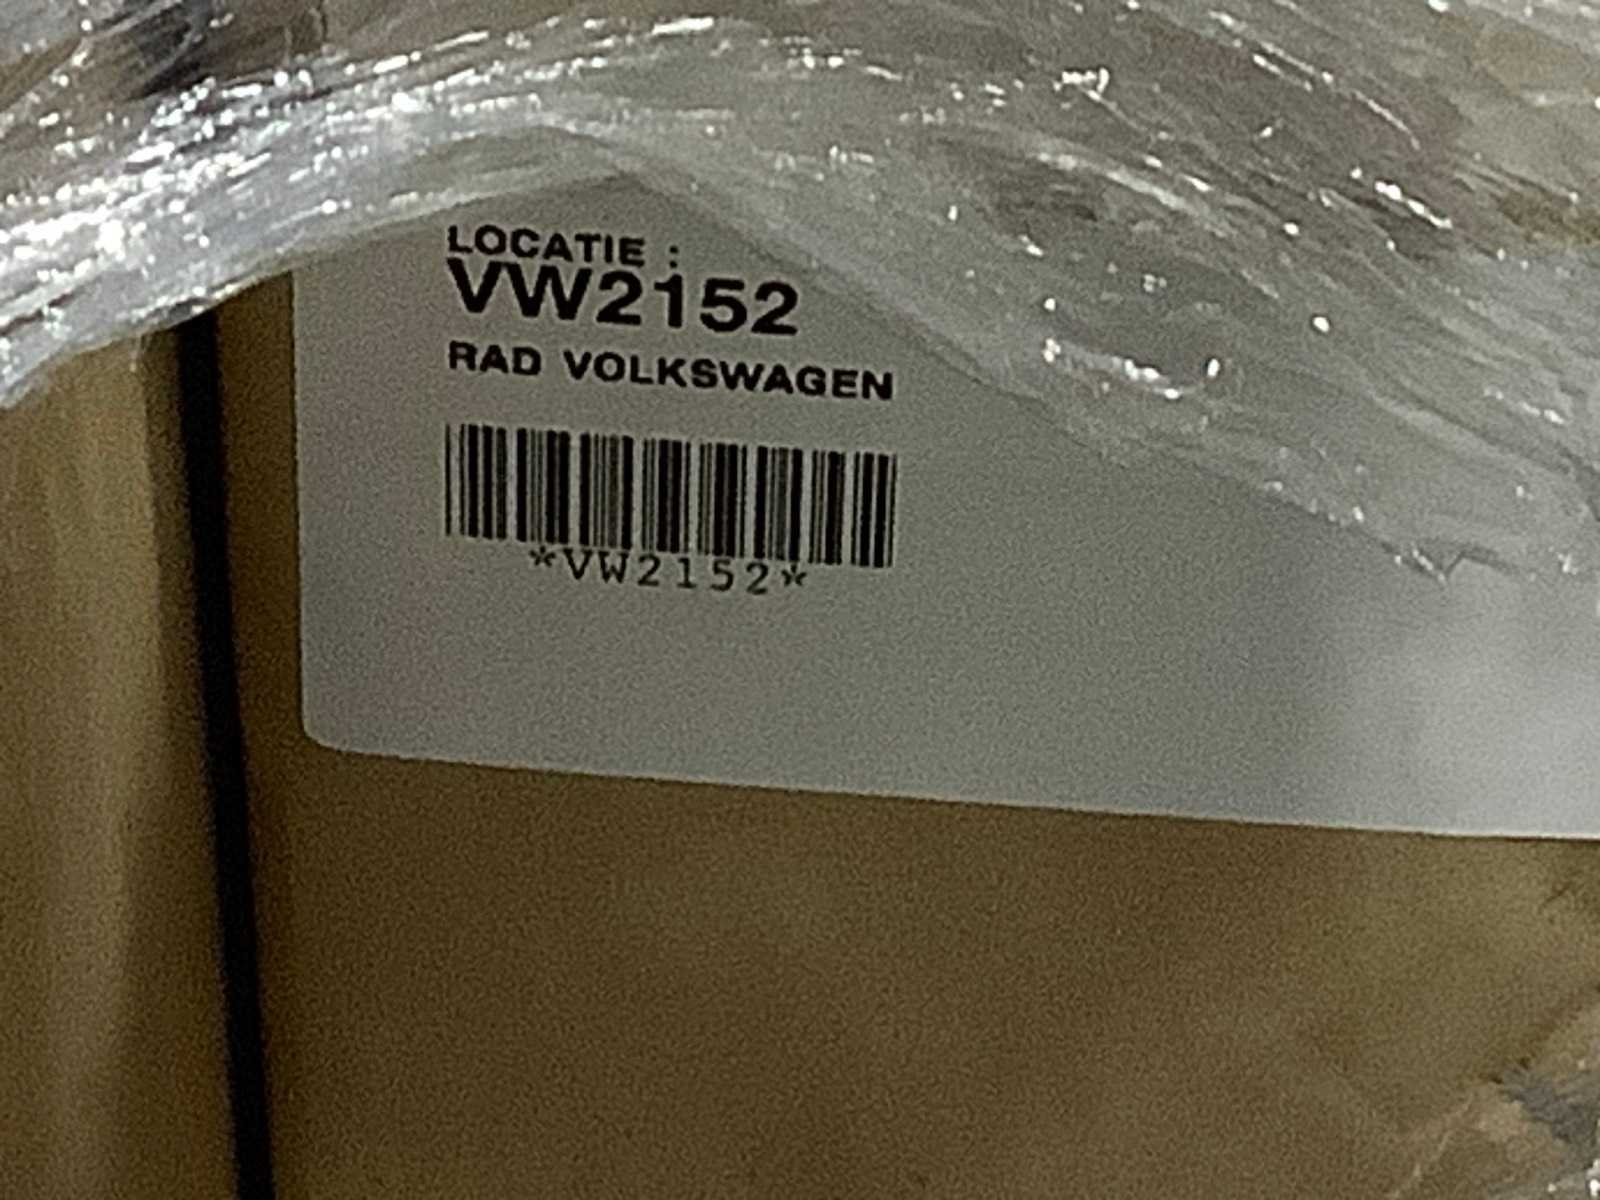 LOCATIE :
VW2152
RAD VOLKSWAGEN
*VW2152*